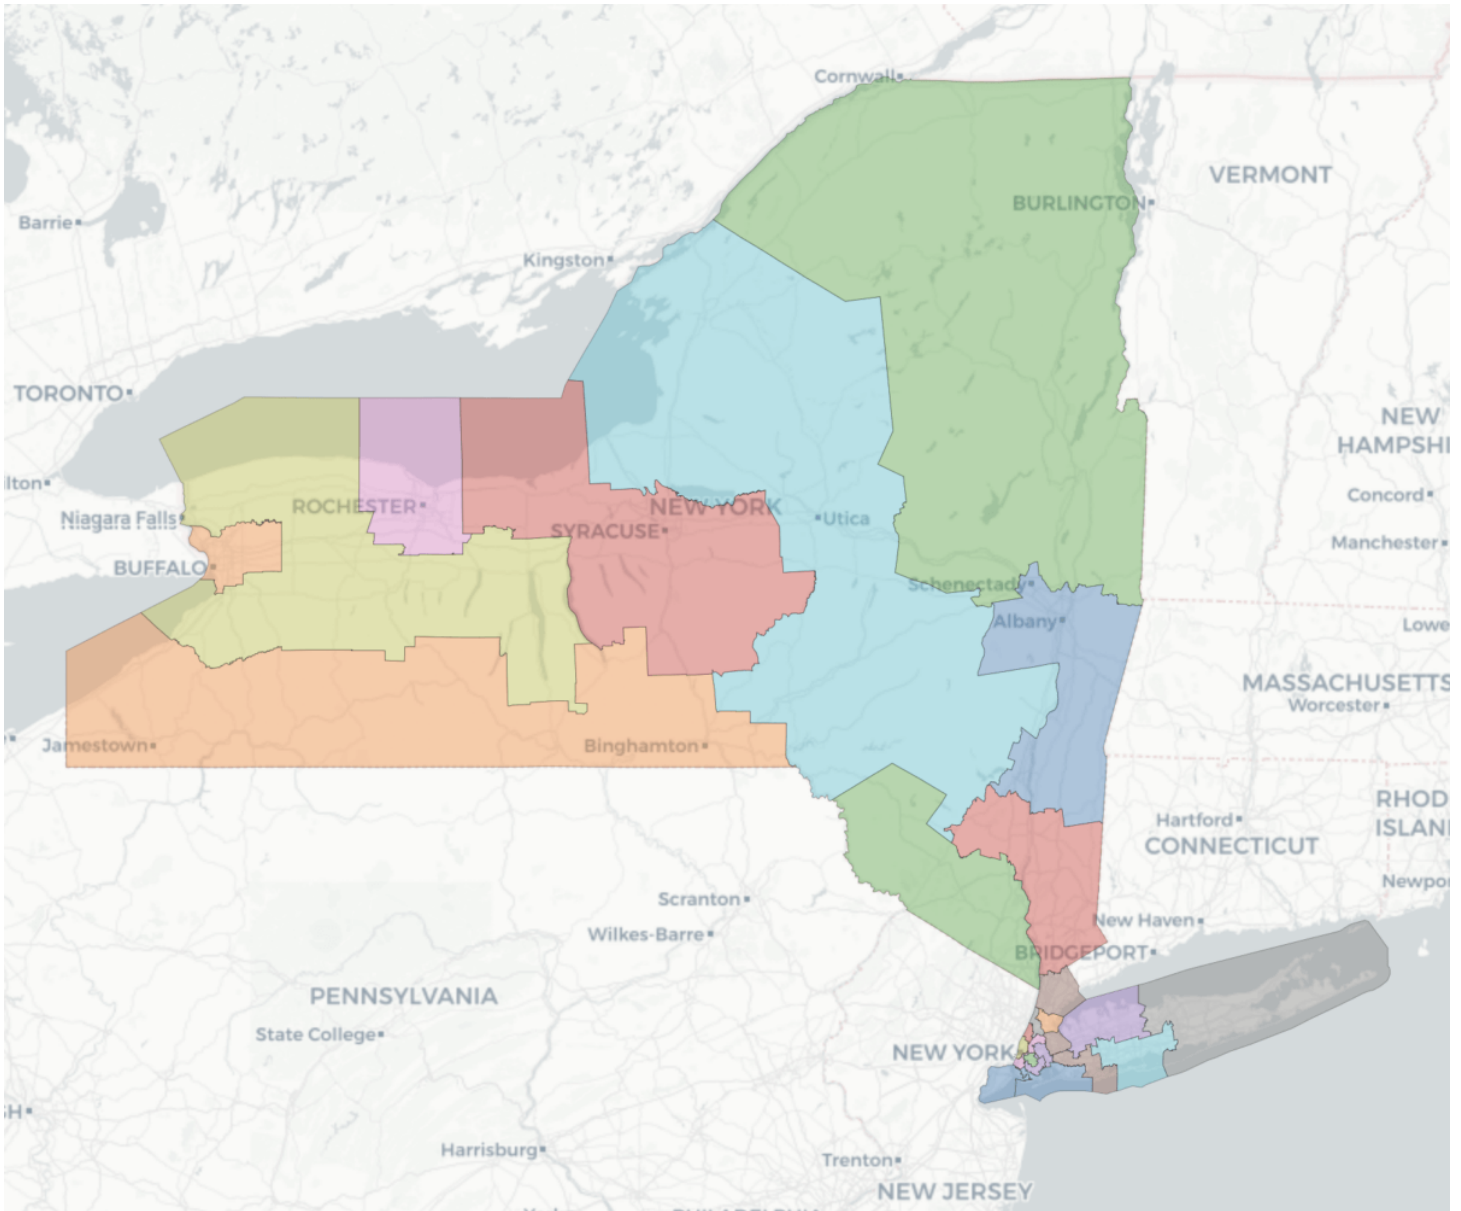 Cornwall
VERMONT
BURLINGTON
Barrie
Kingston
TORONTO
NEW
HAMPSHI
lton
Concord
ROCHESTER
NEW YORK
Niagara Falls
Utica
SYRACUSE
Manchester
BUFFALO
Schenectady
Albany
Lowe
MASSACHUSETTS
Worcester
Jamestown
Binghamton
RHOD
ISLAN
Hartford
CONNECTICUT
Newpo
Scranton
New Haven
Wilkes-Barre
BRIDGEPORT
PENNSYLVANIA
State College
NEW YORK
SH
Harrisburg
Trenton
NEW JERSEY